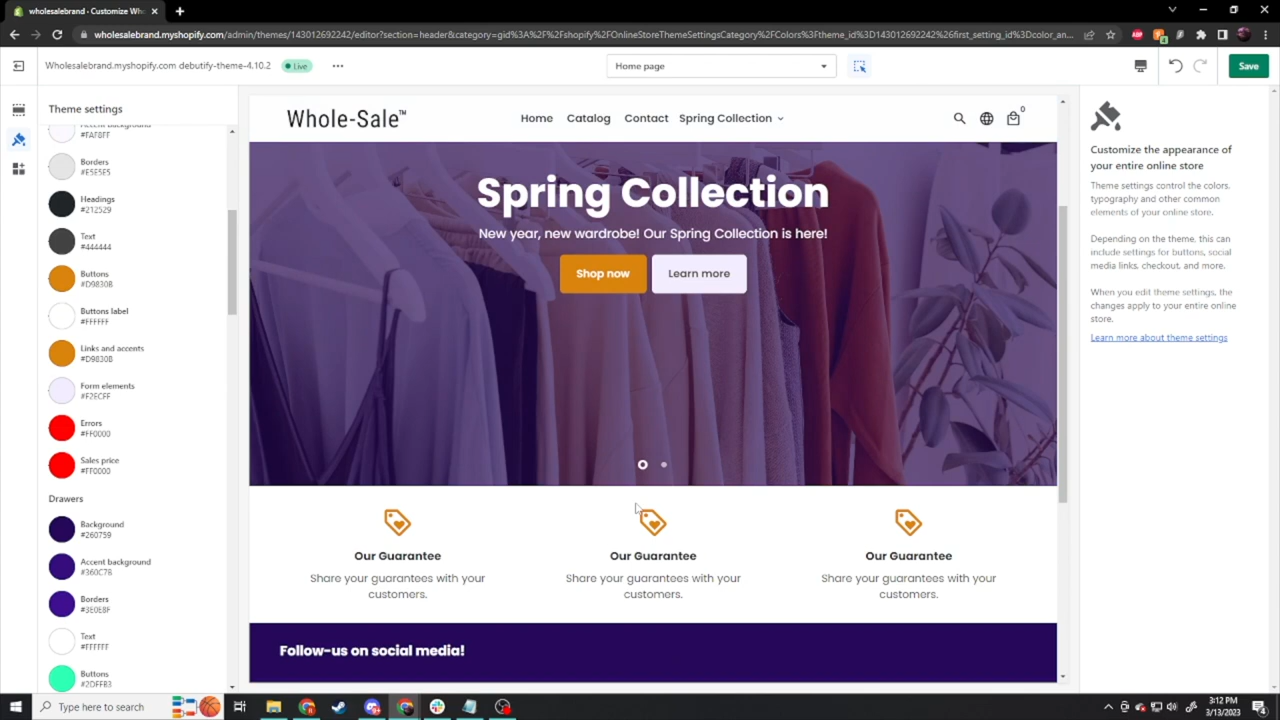 wholesalebrand - Customize Who
wholesalebrand.myshopify.com/admin/themes/143012692242/editor?section=header&category=gid%3A%2F%2Fshopify%2FOnlineStoreThemeSettingsCategory%2FColors%3Ftheme_id%3D143012692242%26first_setting_id%3Dcolor_an...
Wholesalebrand.myshopify.com debutify-theme-4.10.2
Live
Home page
Save
Theme settings
Accent background
#FAF8FF
Borders
#E5E5E5
Headings
#212529
Text
#444444
Buttons
#D9830B
Buttons label
#FFFFFF
Links and accents
#D9830B
Form elements
#F2ECFF
Errors
#FF0000
Sales price
#FF0000
Drawers
Background
#260759
Accent background
#360C7B
Borders
#3E0E8F
Text
#FFFFFF
Buttons
#2DFFB3
Whole-Sale™
Home
Catalog
Contact
Spring Collection
0
Spring Collection
New year, new wardrobe! Our Spring Collection is here!
Shop now
Learn more
Our Guarantee
Share your guarantees with your
customers.
Our Guarantee
Share your guarantees with your
customers.
Our Guarantee
Share your guarantees with your
customers.
Follow-us on social media!
Customize the appearance of
your entire online store
Theme settings control the colors,
typography and other common
elements of your online store.
Depending on the theme, this can
include settings for buttons, social
media links, checkout, and more.
When you edit theme settings, the
changes apply to your entire online
store.
Learn more about theme settings
Type here to search
3:12 PM
3/13/2023